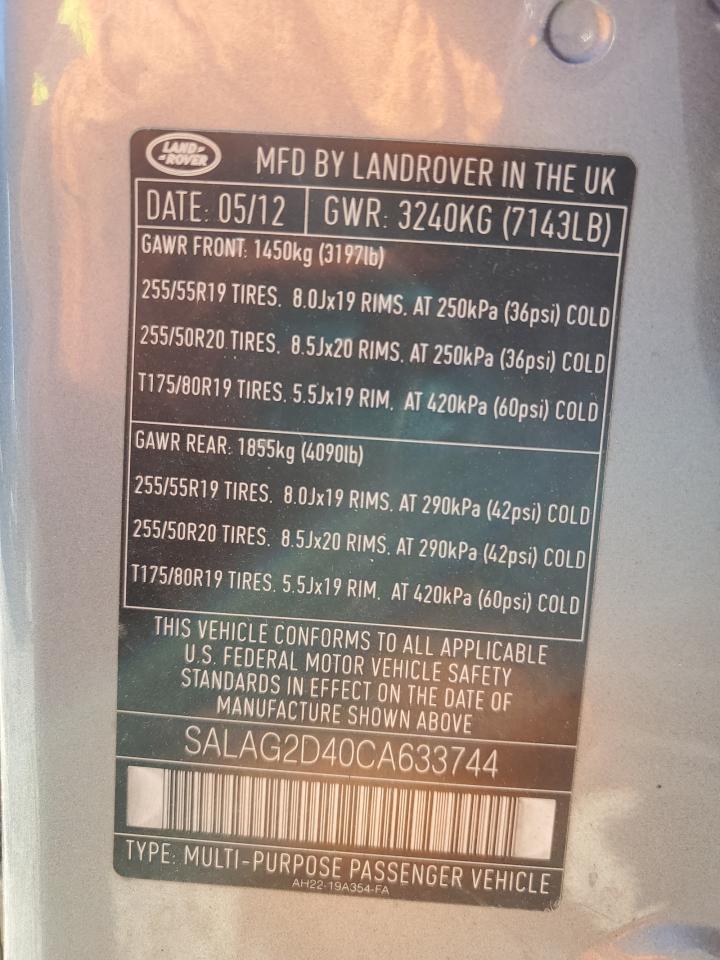 LAND-
-ROVER
MFD BY LANDROVER IN THE UK
DATE: 05/12 GWR: 3240KG (7143LB)
GAWR FRONT: 1450kg (3197lb)
255/55R19 TIRES. 8.0Jx19 RIMS. AT 250kPa (36psi) COLD
255/50R20 TIRES. 8.5Jx20 RIMS. AT 250kPa (36psi) COLD
T175/80R19 TIRES. 5.5Jx19 RIM. AT 420kPa (60psi) COLD
GAWR REAR: 1855kg (4090lb)
255/55R19 TIRES. 8.0Jx19 RIMS. AT 290kPa (42psi) COLD
255/50R20 TIRES. 8.5Jx20 RIMS. AT 290kPa (42psi) COLD
T175/80R19 TIRES. 5.5Jx19 RIM. AT 420kPa (60psi) COLD
THIS VEHICLE CONFORMS TO ALL APPLICABLE
U.S. FEDERAL MOTOR VEHICLE SAFETY
STANDARDS IN EFFECT ON THE DATE OF
MANUFACTURE SHOWN ABOVE
SALAG2D40CA633744
TYPE: MULTI-PURPOSE PASSENGER VEHICLE
AH22-19A354-FA